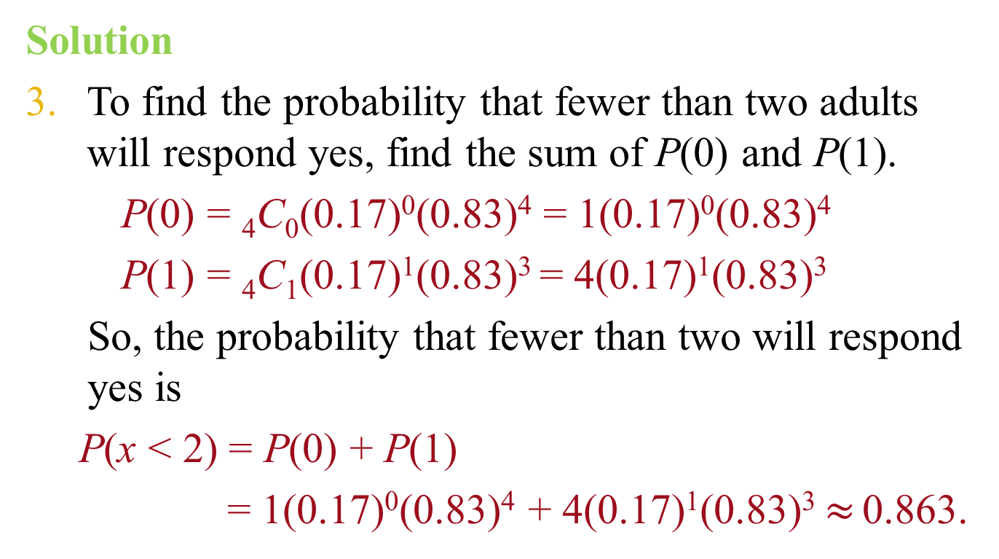 Solution
3. To find the probability that fewer than two adults
will respond yes, find the sum of P(0) and P(1).
P(0) = ₄C₀(0.17)⁰(0.83)⁴ = 1(0.17)⁰(0.83)⁴
P(1) = ₄C₁(0.17)¹(0.83)³ = 4(0.17)¹(0.83)³
So, the probability that fewer than two will respond
yes is
P(x < 2) = P(0) + P(1)
= 1(0.17)⁰(0.83)⁴ + 4(0.17)¹(0.83)³ ≈ 0.863.